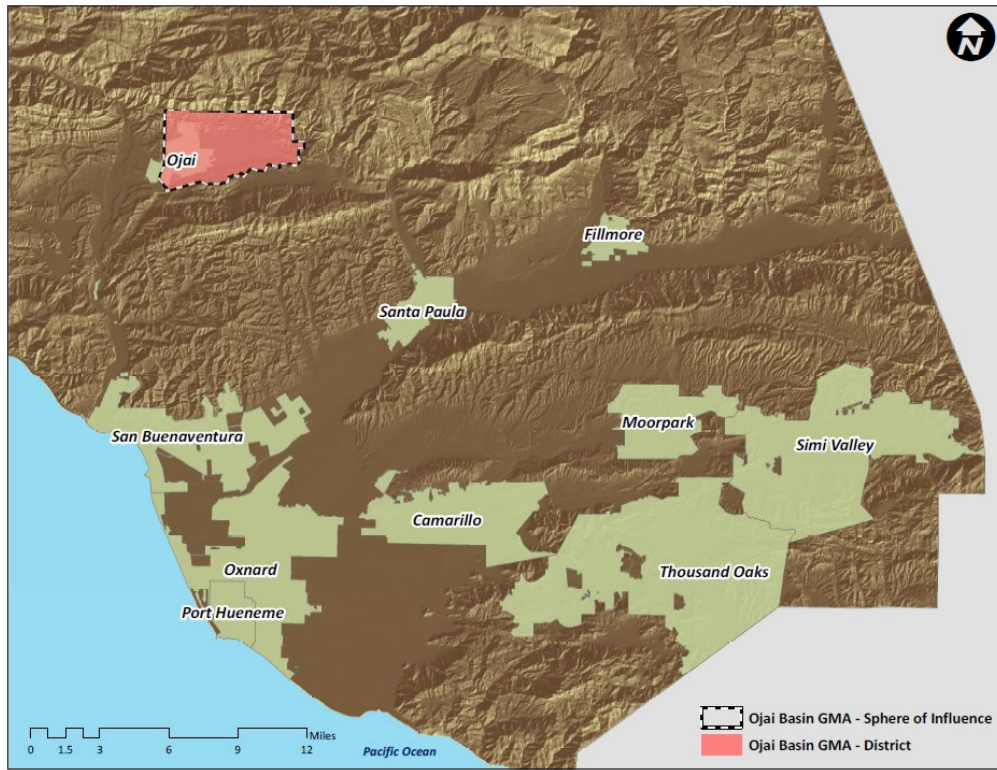 N
Ojai
Fillmore
Santa Paula
Moorpark
San Buenaventura
Simi Valley
Camarillo
Oxnard
Thousand Oaks
Port Hueneme
Ojai Basin GMA - Sphere of Influence
Miles
0 1.5 3 6 9 12
Pacific Ocean
Ojai Basin GMA - District